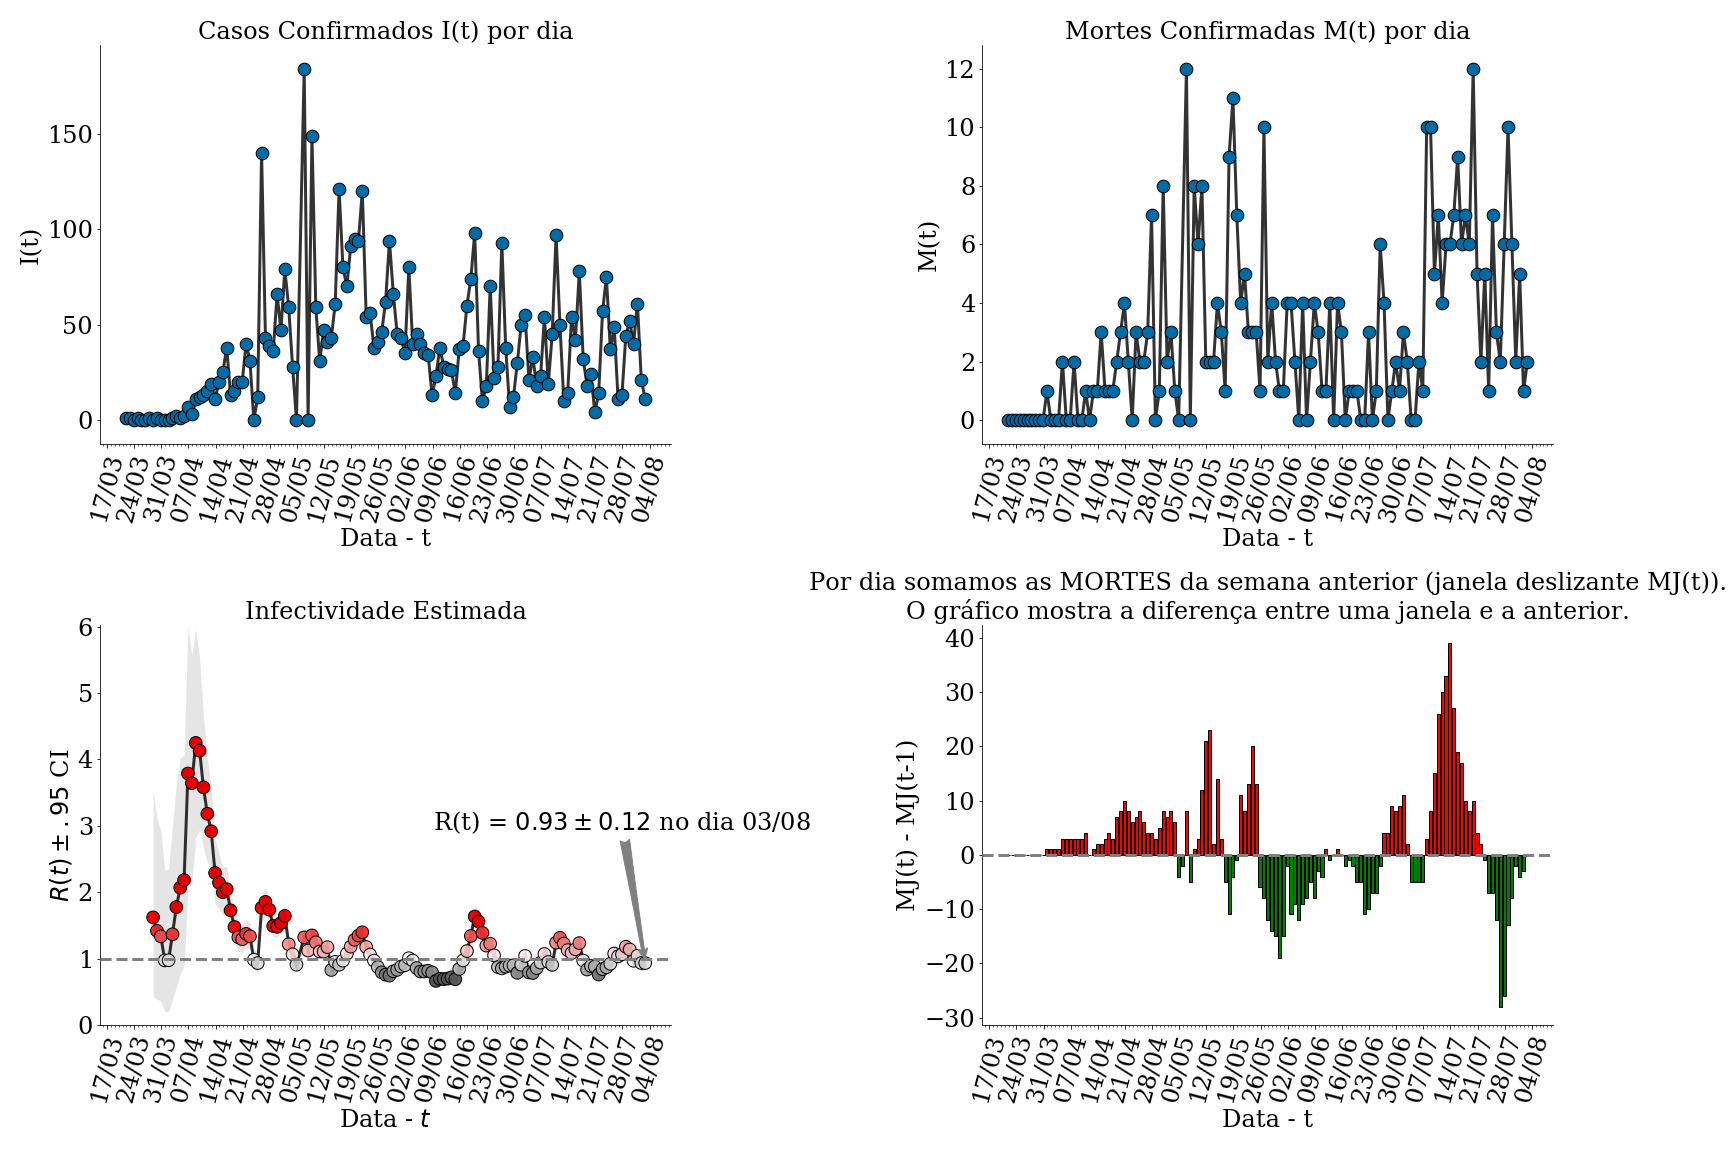 Casos Confirmados I(t) por dia
I(t)
150
100
50
0
17/03 24/03 31/03 07/04 14/04 21/04 28/04 05/05 12/05 19/05 26/05 02/06 09/06 16/06 23/06 30/06 07/07 14/07 21/07 28/07 04/08
Data - t
Mortes Confirmadas M(t) por dia
M(t)
12
10
8
6
4
2
0
17/03 24/03 31/03 07/04 14/04 21/04 28/04 05/05 12/05 19/05 26/05 02/06 09/06 16/06 23/06 30/06 07/07 14/07 21/07 28/07 04/08
Data - t
Infectividade Estimada
R(t) ± .95 CI
6
5
4
3
2
1
0
R(t) = 0.93 ± 0.12 no dia 03/08
17/03 24/03 31/03 07/04 14/04 21/04 28/04 05/05 12/05 19/05 26/05 02/06 09/06 16/06 23/06 30/06 07/07 14/07 21/07 28/07 04/08
Data - t
Por dia somamos as MORTES da semana anterior (janela deslizante MJ(t)).
O gráfico mostra a diferença entre uma janela e a anterior.
MJ(t) - MJ(t-1)
40
30
20
10
0
−10
−20
−30
17/03 24/03 31/03 07/04 14/04 21/04 28/04 05/05 12/05 19/05 26/05 02/06 09/06 16/06 23/06 30/06 07/07 14/07 21/07 28/07 04/08
Data - t